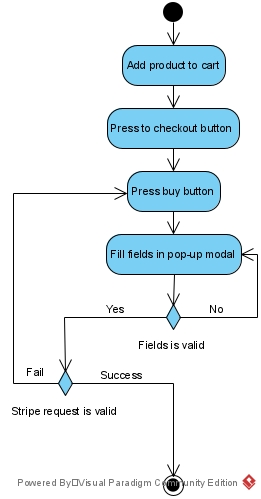 Add product to cart
Press to checkout button
Press buy button
Fill fields in pop-up modal
Yes
No
Fields is valid
Fail
Success
Stripe request is valid
Powered By Visual Paradigm Community Edition